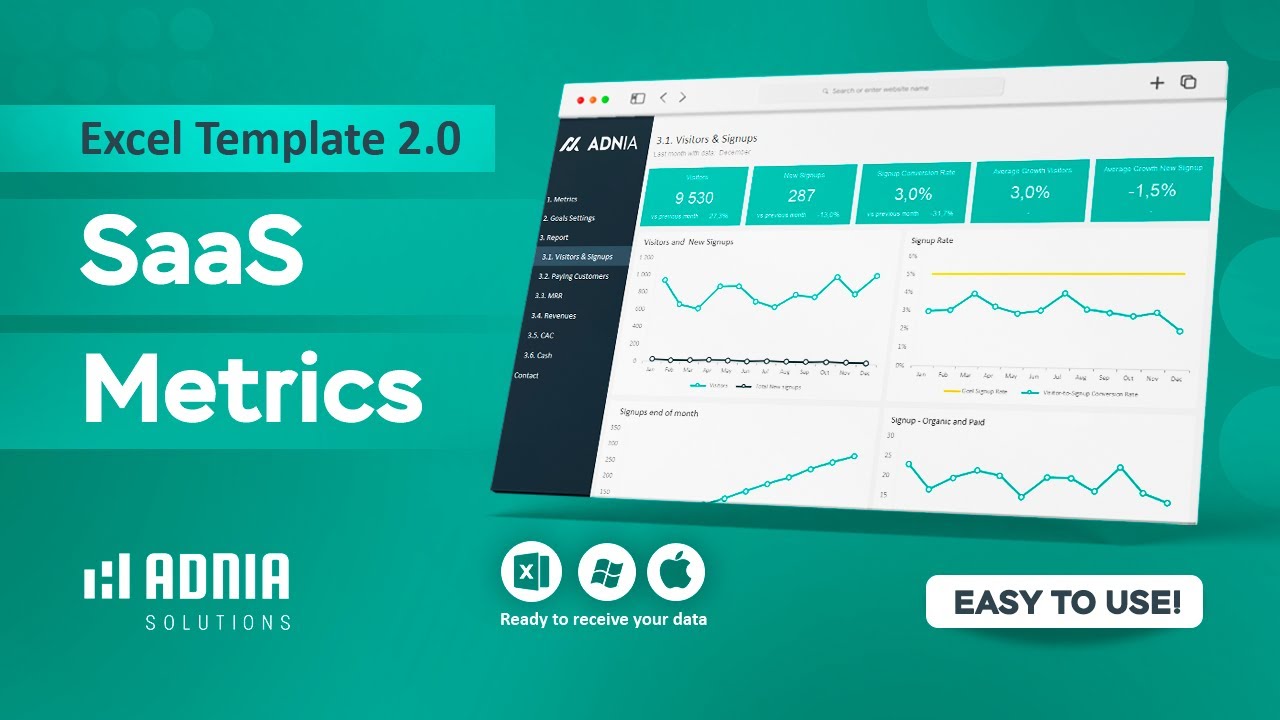 Excel Template 2.0
SaaS
Metrics
ADNIA
SOLUTIONS
Search or enter website name
ADNIA
1. Metrics
2. Goals Settings
3. Report
3.1. Visitors & Signups
3.2. Paying Customers
3.3. MRR
3.4. Revenues
3.5. CAC
3.6. Cash
Contact
3.1. Visitors & Signups
Last month with data: December
Visitors
9 530
vs previous month 27,3%
New Signups
287
vs previous month -13,0%
Signup Conversion Rate
3,0%
vs previous month -31,7%
Average Growth Visitors
3,0%
-
Average Growth New Signup
-1,5%
-
Visitors and New Signups
1 200
1 000
800
600
400
200
0
Jan Feb Mar Apr May Jun Jul Aug Sep Oct Nov Dec
Visitors Total New signups
Signup Rate
6%
5%
4%
3%
2%
1%
0%
Jan Feb Mar Apr May Jun Jul Aug Sep Oct Nov Dec
Goal Signup Rate Visitor-to-Signup Conversion Rate
Signups end of month
350
300
250
200
150
Signup - Organic and Paid
30
25
20
15
Ready to receive your data
EASY TO USE!